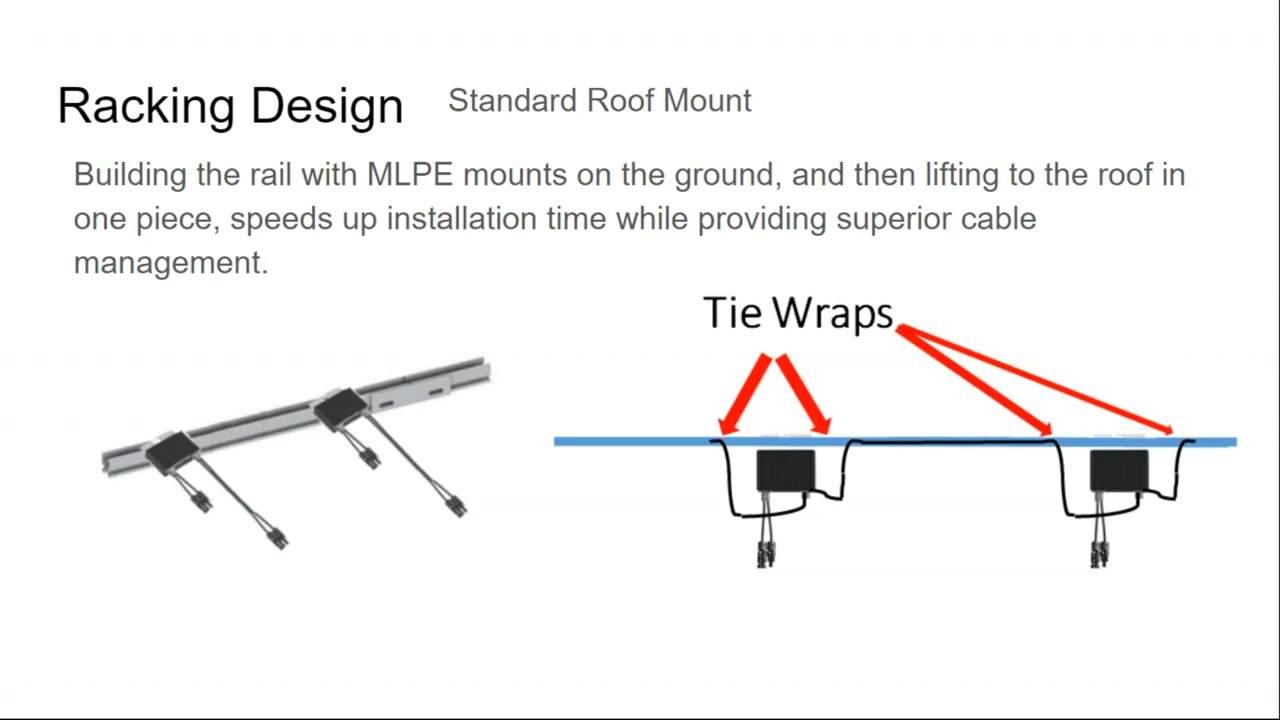 Racking Design
Standard Roof Mount
Building the rail with MLPE mounts on the ground, and then lifting to the roof in
one piece, speeds up installation time while providing superior cable
management.
Tie Wraps